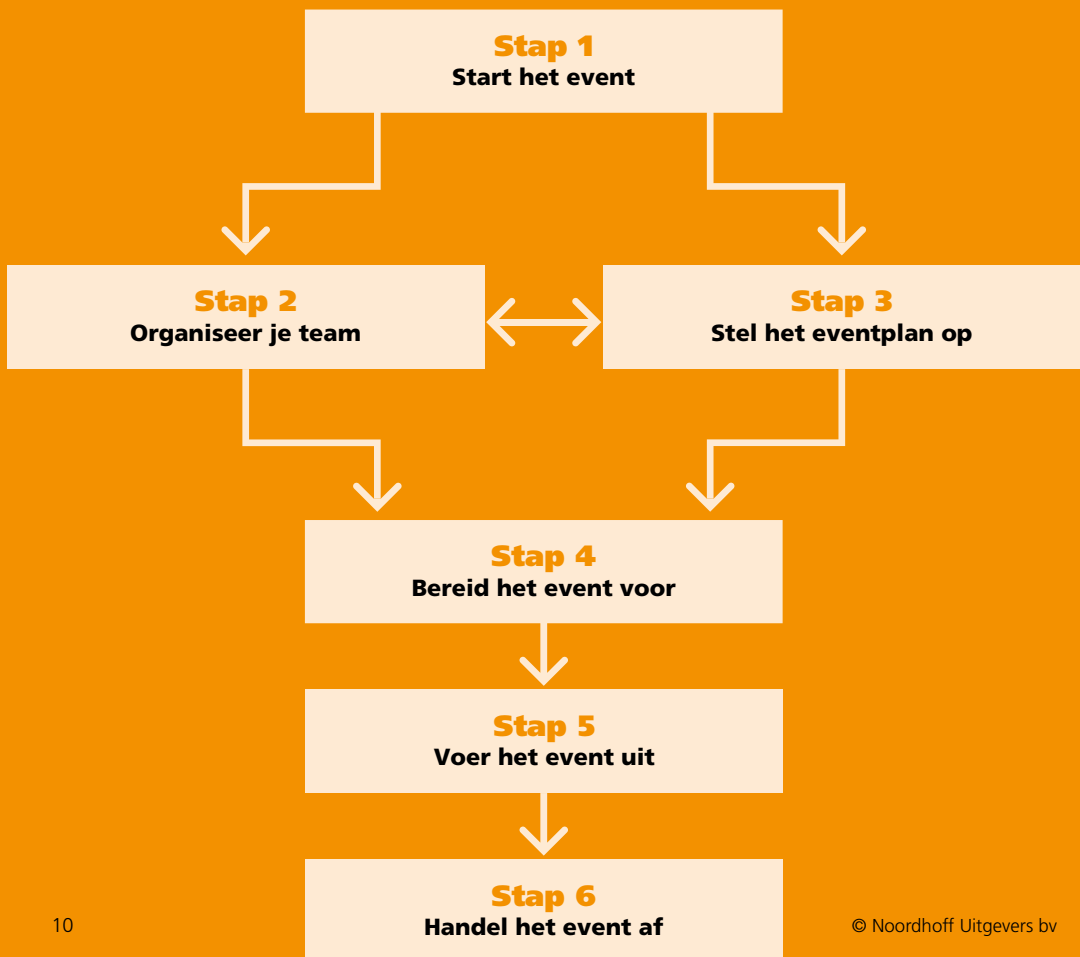 Stap 1
Start het event
Stap 2
Organiseer je team
Stap 3
Stel het eventplan op
Stap 4
Bereid het event voor
Stap 5
Voer het event uit
Stap 6
Handel het event af
10
© Noordhoff Uitgevers bv